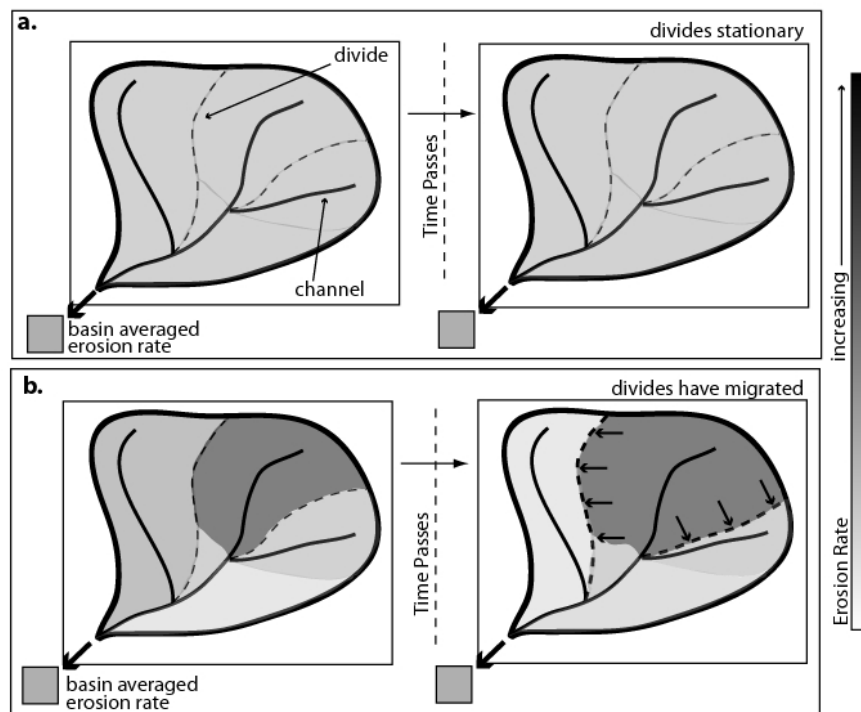 a.
divides stationary
divide
Time Passes
channel
basin averaged
erosion rate
b.
divides have migrated
Time Passes
basin averaged
erosion rate
increasing
Erosion Rate